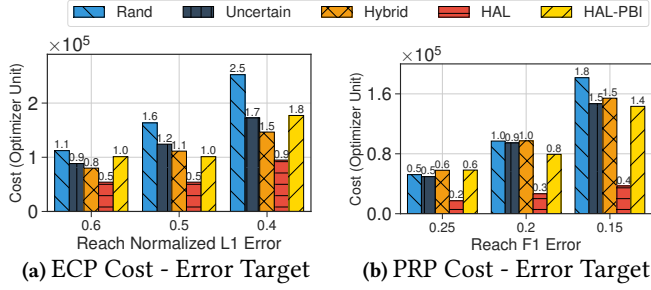 Rand Uncertain Hybrid HAL HAL-PBI
×10⁵
Cost (Optimizer Unit)
2
1
0
1.1 0.9 0.8 0.5 1.0
1.6 1.2 1.1 0.5 1.0
2.5 1.7 1.5 0.9 1.8
0.6 0.5 0.4
Reach Normalized L1 Error
(a) ECP Cost - Error Target
×10⁵
Cost (Optimizer Unit)
1.6
0.8
0.0
0.5 0.5 0.6 0.2 0.6
1.0 0.9 1.0 0.3 0.8
1.8 1.5 1.5 0.4 1.4
0.25 0.2 0.15
Reach F1 Error
(b) PRP Cost - Error Target